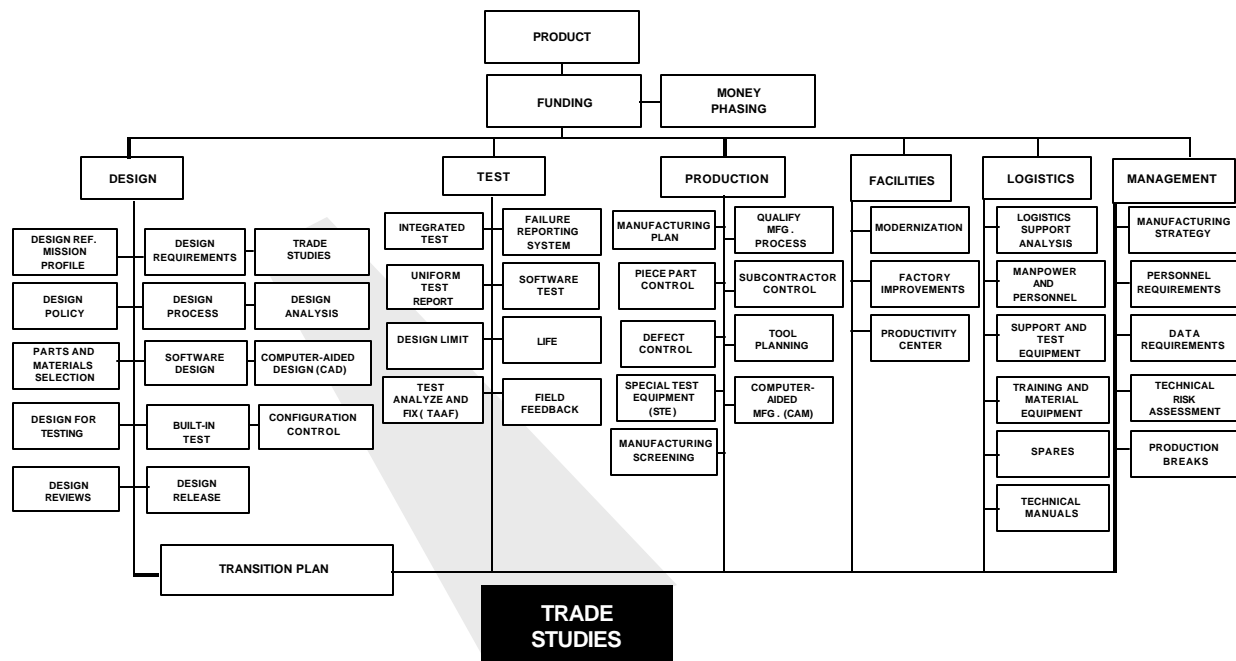 PRODUCT
FUNDING
MONEY
PHASING
DESIGN
TEST
PRODUCTION
FACILITIES
LOGISTICS
MANAGEMENT
DESIGN REF.
MISSION
PROFILE
DESIGN
REQUIREMENTS
TRADE
STUDIES
DESIGN
POLICY
DESIGN
PROCESS
DESIGN
ANALYSIS
PARTS AND
MATERIALS
SELECTION
SOFTWARE
DESIGN
COMPUTER-AIDED
DESIGN (CAD)
DESIGN FOR
TESTING
BUILT-IN
TEST
CONFIGURATION
CONTROL
DESIGN
REVIEWS
DESIGN
RELEASE
INTEGRATED
TEST
FAILURE
REPORTING
SYSTEM
UNIFORM
TEST
REPORT
SOFTWARE
TEST
DESIGN LIMIT
LIFE
TEST
ANALYZE AND
FIX ( TAAF)
FIELD
FEEDBACK
MANUFACTURING
PLAN
QUALIFY
MFG .
PROCESS
PIECE PART
CONTROL
SUBCONTRACTOR
CONTROL
DEFECT
CONTROL
TOOL
PLANNING
SPECIAL TEST
EQUIPMENT
(STE)
COMPUTER-
AIDED
MFG. (CAM)
MANUFACTURING
SCREENING
MODERNIZATION
FACTORY
IMPROVEMENTS
PRODUCTIVITY
CENTER
LOGISTICS
SUPPORT
ANALYSIS
MANPOWER
AND
PERSONNEL
SUPPORT AND
TEST
EQUIPMENT
TRAINING AND
MATERIAL
EQUIPMENT
SPARES
TECHNICAL
MANUALS
MANUFACTURING
STRATEGY
PERSONNEL
REQUIREMENTS
DATA
REQUIREMENTS
TECHNICAL
RISK
ASSESSMENT
PRODUCTION
BREAKS
TRANSITION PLAN
TRADE
STUDIES